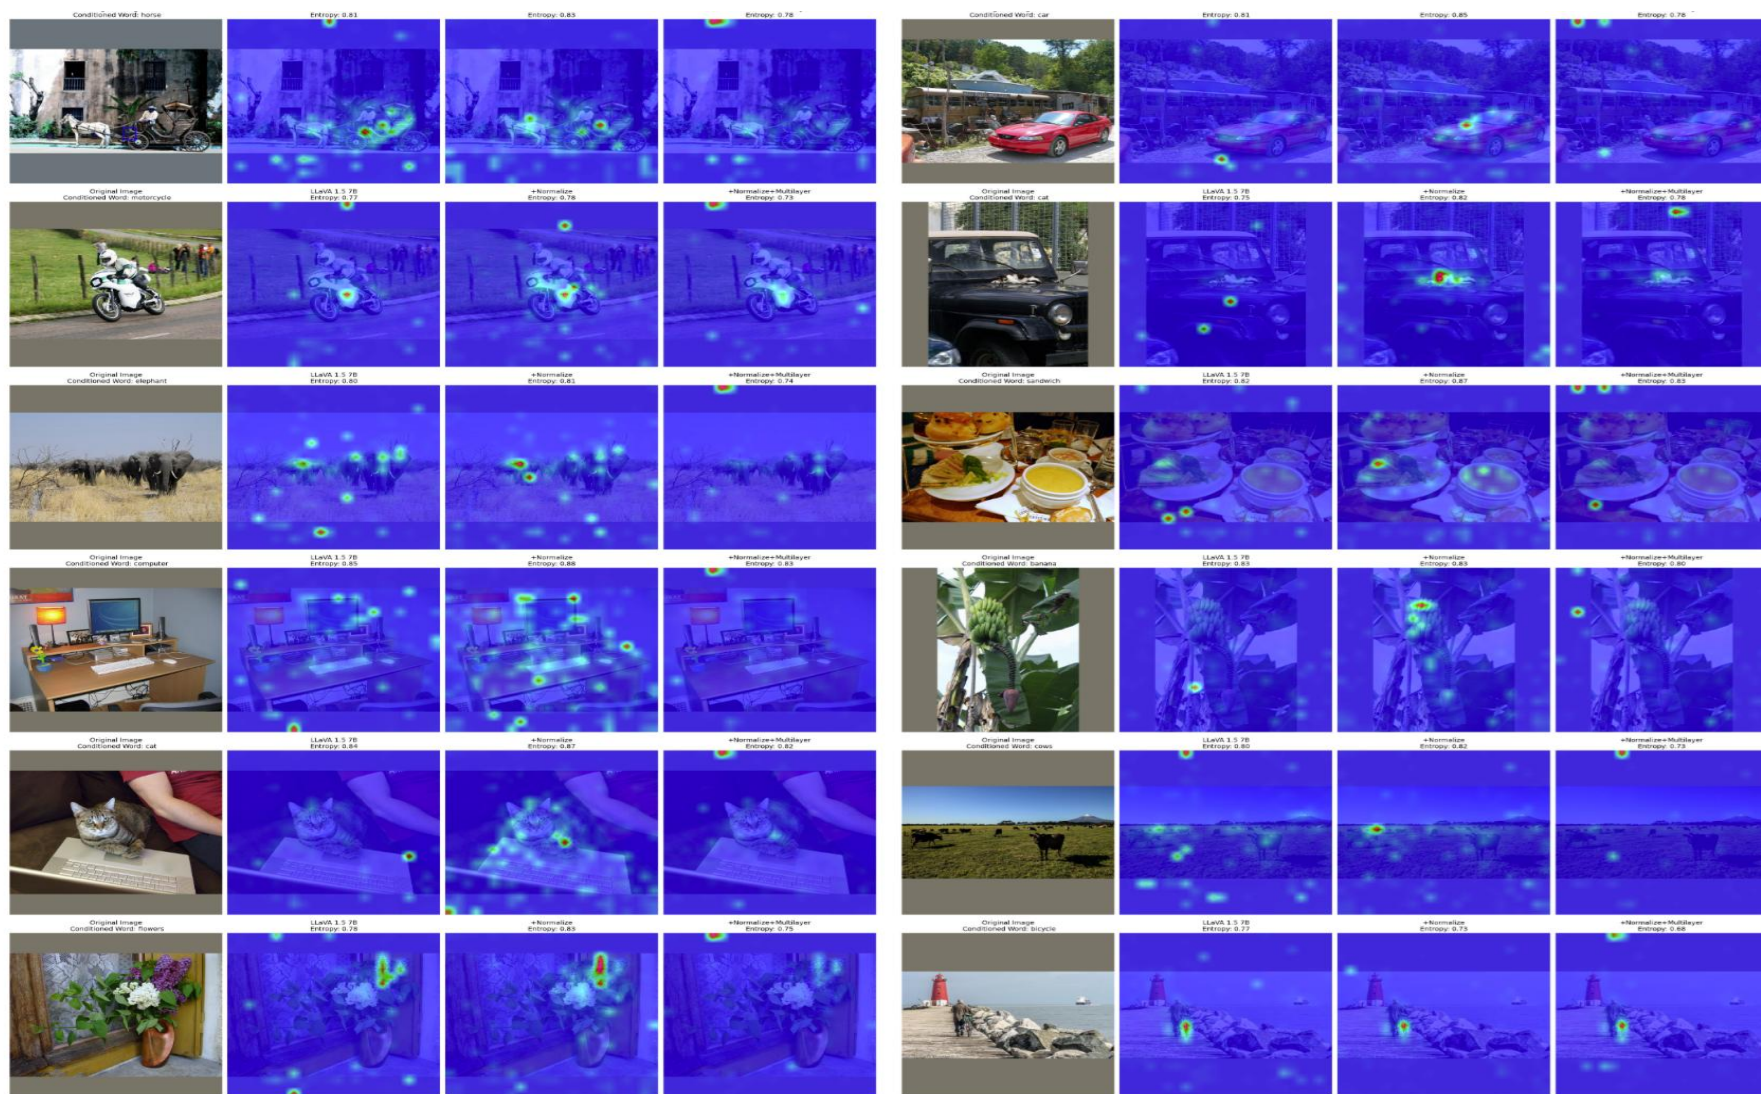 Conditioned Word: horse
Entropy: 0.81
Entropy: 0.83
Entropy: 0.78
Conditioned Word: car
Entropy: 0.81
Entropy: 0.85
Entropy: 0.78
Original Image
Conditioned Word: motorcycle
LLaVA 1.5 7B
Entropy: 0.77
+Normalize
Entropy: 0.78
+Normalize+Multilayer
Entropy: 0.73
Original Image
Conditioned Word: cat
LLaVA 1.5 7B
Entropy: 0.75
+Normalize
Entropy: 0.82
+Normalize+Multilayer
Entropy: 0.78
Original Image
Conditioned Word: elephant
LLaVA 1.5 7B
Entropy: 0.80
+Normalize
Entropy: 0.81
+Normalize+Multilayer
Entropy: 0.74
Original Image
Conditioned Word: sandwich
LLaVA 1.5 7B
Entropy: 0.82
+Normalize
Entropy: 0.87
+Normalize+Multilayer
Entropy: 0.83
Original Image
Conditioned Word: computer
LLaVA 1.5 7B
Entropy: 0.85
+Normalize
Entropy: 0.88
+Normalize+Multilayer
Entropy: 0.83
Original Image
Conditioned Word: banana
LLaVA 1.5 7B
Entropy: 0.83
+Normalize
Entropy: 0.83
+Normalize+Multilayer
Entropy: 0.80
Original Image
Conditioned Word: cat
LLaVA 1.5 7B
Entropy: 0.84
+Normalize
Entropy: 0.87
+Normalize+Multilayer
Entropy: 0.82
Original Image
Conditioned Word: cows
LLaVA 1.5 7B
Entropy: 0.80
+Normalize
Entropy: 0.82
+Normalize+Multilayer
Entropy: 0.73
Original Image
Conditioned Word: flowers
LLaVA 1.5 7B
Entropy: 0.78
+Normalize
Entropy: 0.83
+Normalize+Multilayer
Entropy: 0.75
Original Image
Conditioned Word: bicycle
LLaVA 1.5 7B
Entropy: 0.77
+Normalize
Entropy: 0.73
+Normalize+Multilayer
Entropy: 0.68